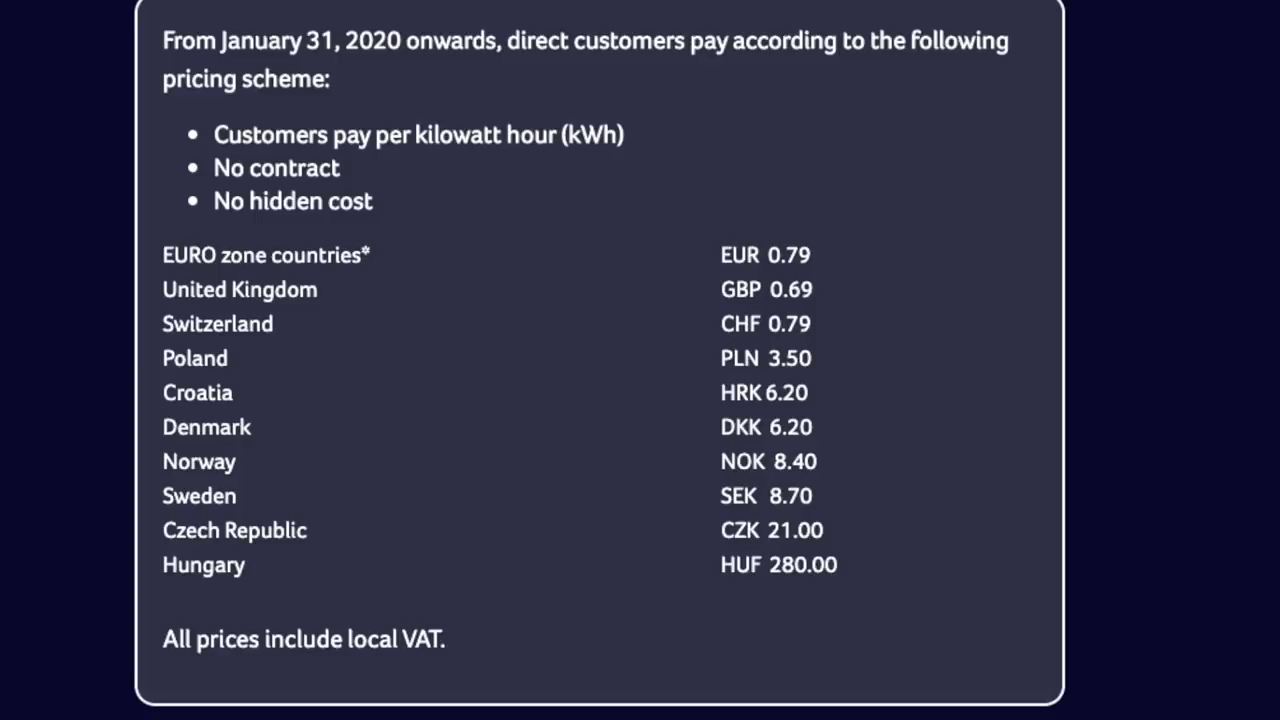 From January 31, 2020 onwards, direct customers pay according to the following
pricing scheme:
• Customers pay per kilowatt hour (kWh)
• No contract
• No hidden cost
EURO zone countries* EUR 0.79
United Kingdom GBP 0.69
Switzerland CHF 0.79
Poland PLN 3.50
Croatia HRK 6.20
Denmark DKK 6.20
Norway NOK 8.40
Sweden SEK 8.70
Czech Republic CZK 21.00
Hungary HUF 280.00
All prices include local VAT.